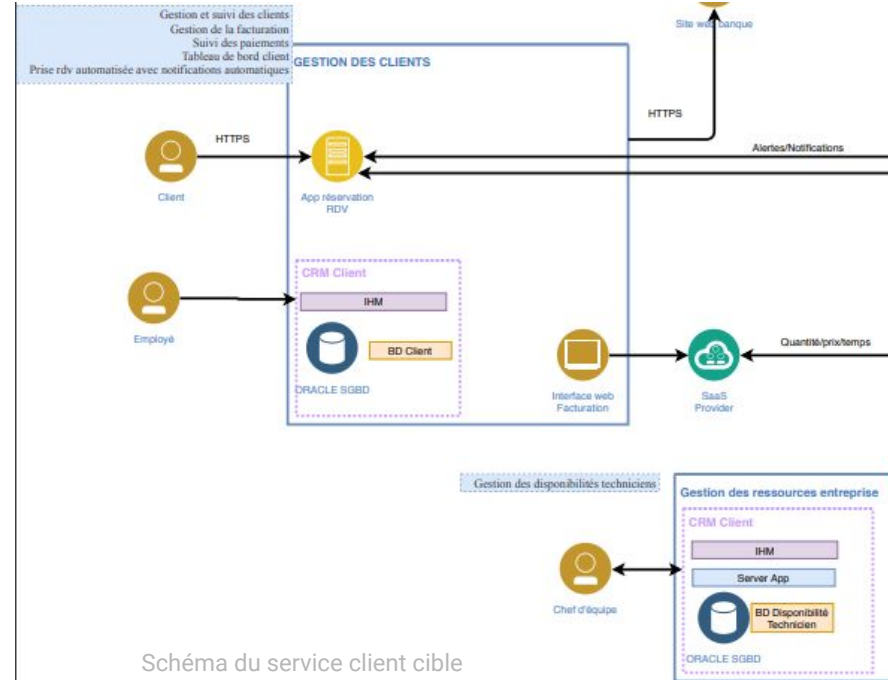 Gestion et suivi des clients
Gestion de la facturation
Suivi des paiements
Tableau de bord client
Prise rdv automatisée avec notifications automatiques
Site web banque
GESTION DES CLIENTS
HTTPS
HTTPS
Alertes/Notifications
Client
App réservation
RDV
CRM Client
IHM
BD Client
ORACLE SGBD
Employé
Quantité/prix/temps
Interface web
Facturation
SaaS
Provider
Gestion des disponibilités techniciens
Gestion des ressources entreprise
CRM Client
IHM
Server App
BD Disponibilité
Technicien
ORACLE SGBD
Chef d'équipe
Schéma du service client cible